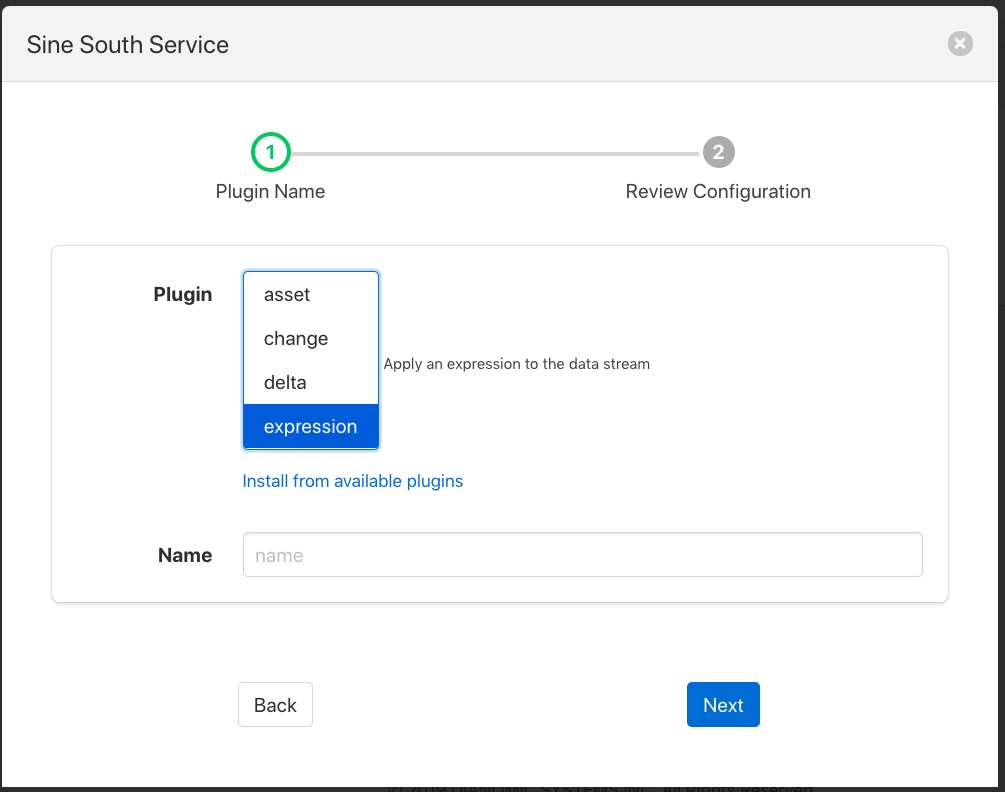 Sine South Service
1
2
Plugin Name
Review Configuration
Plugin
asset
change
delta
expression
Apply an expression to the data stream
Install from available plugins
Name
name
Back
Next